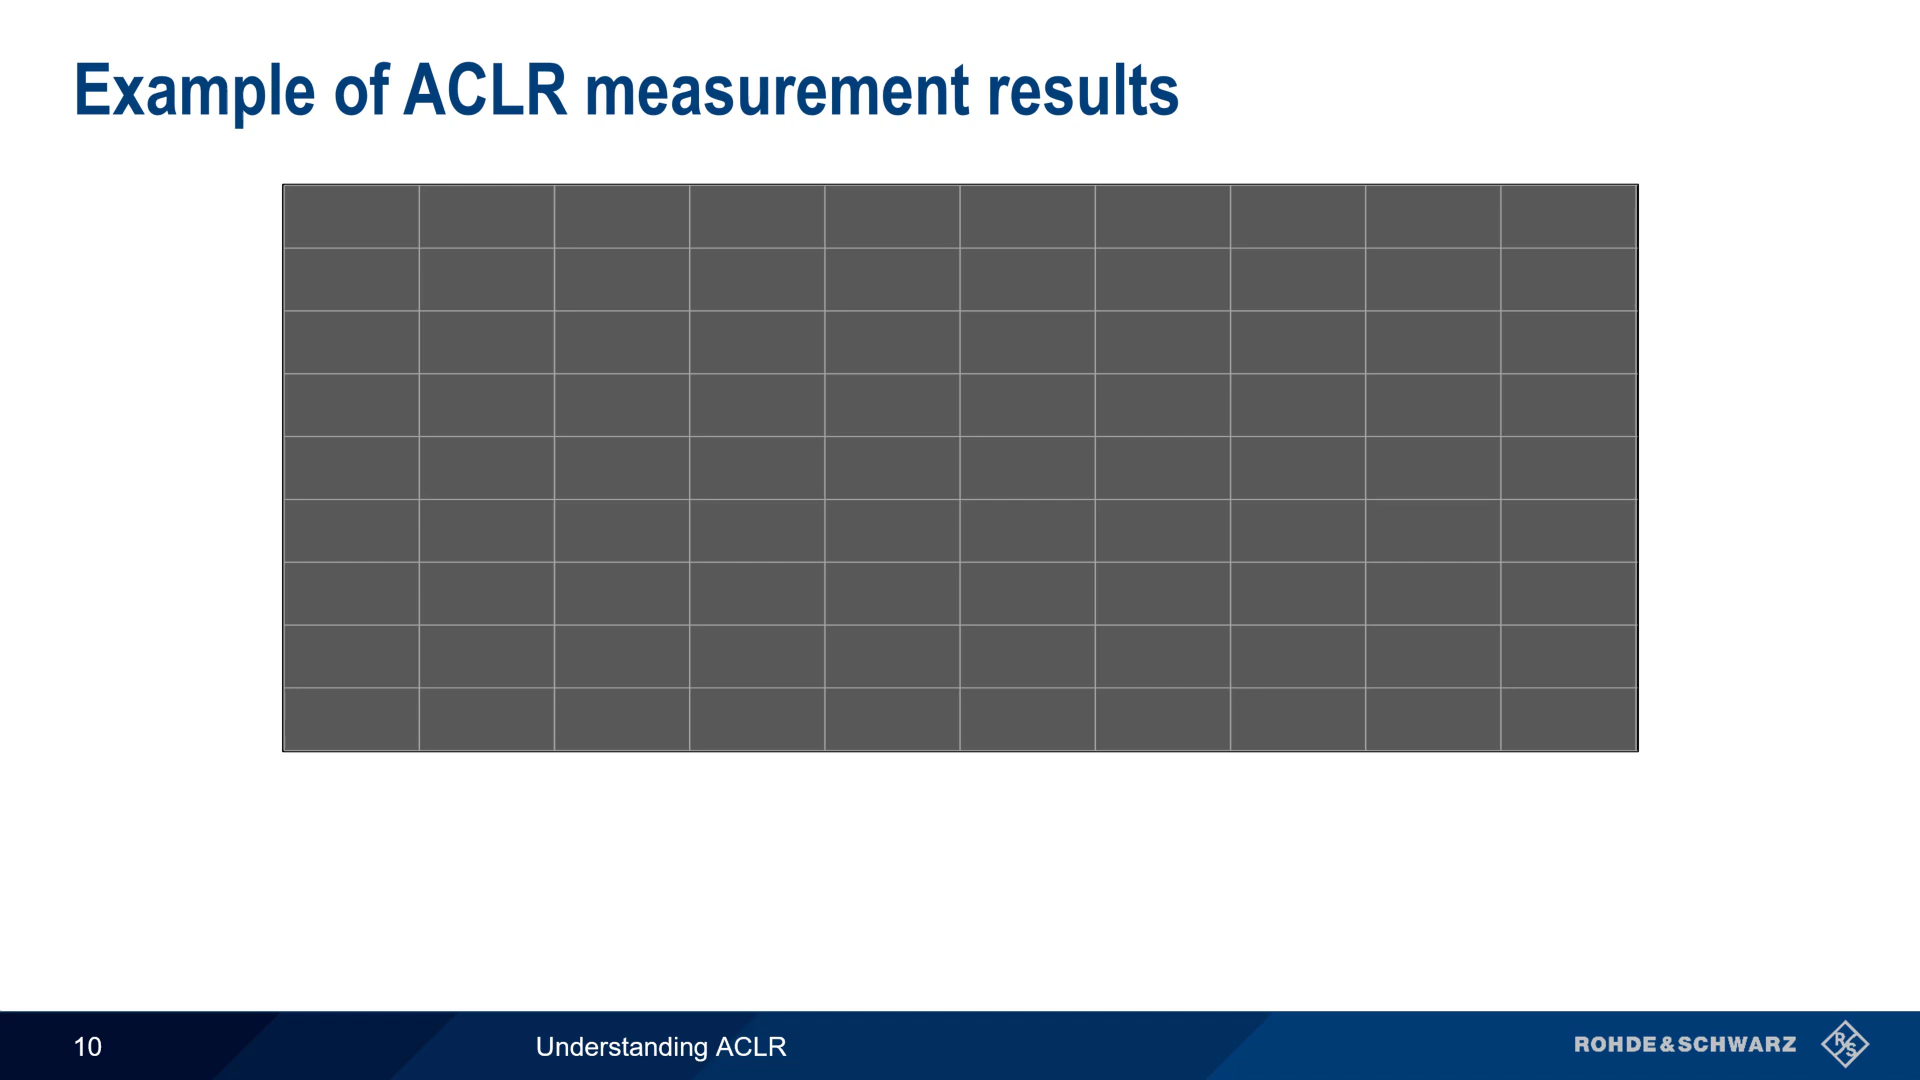 Example of ACLR measurement results
10
Understanding ACLR
ROHDE&SCHWARZ
R
S